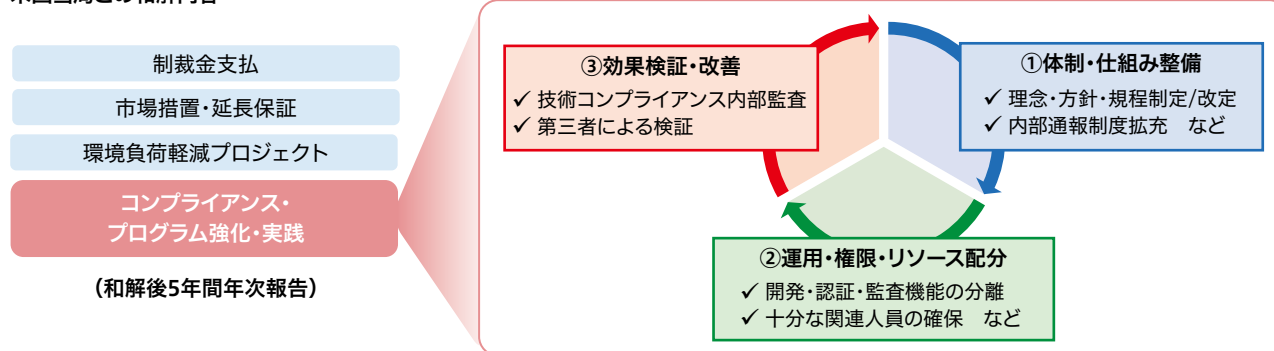 制裁金支払
市場措置・延長保証
環境負荷軽減プロジェクト
コンプライアンス・
プログラム強化・実践
（和解後5年間年次報告）
③効果検証・改善
✓ 技術コンプライアンス内部監査
✓ 第三者による検証
①体制・仕組み整備
✓ 理念・方針・規程制定/改定
✓ 内部通報制度拡充　など
②運用・権限・リソース配分
✓ 開発・認証・監査機能の分離
✓ 十分な関連人員の確保　など